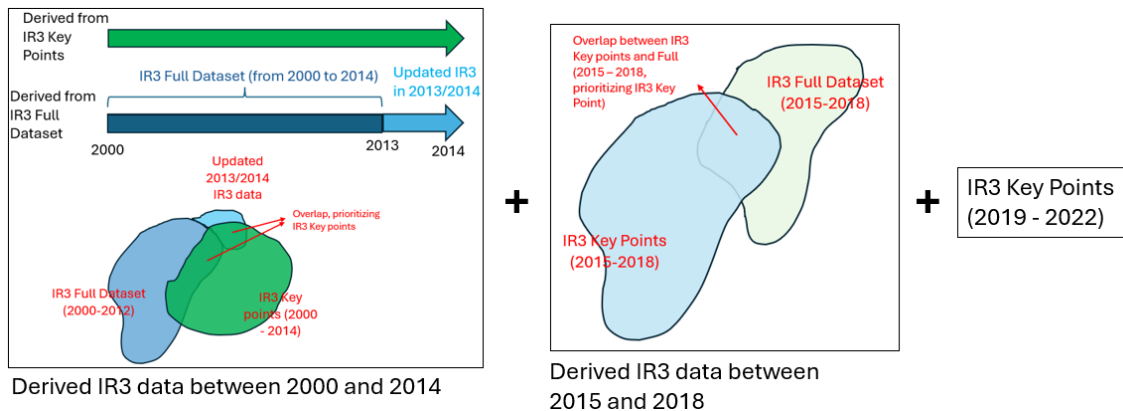 Derived from
IR3 Key
Points
IR3 Full Dataset (from 2000 to 2014)
Updated IR3
in 2013/2014
Derived from
IR3 Full
Dataset
2000
2013
2014
Updated
2013/2014
IR3 data
Overlap, prioritizing
IR3 Key points
IR3 Full Dataset
(2000-2012)
IR3 Key
points (2000
- 2014)
Derived IR3 data between 2000 and 2014
+
Overlap between IR3
Key points and Full
(2015 – 2018,
prioritizing IR3 Key
Point)
IR3 Full Dataset
(2015-2018)
IR3 Key Points
(2015-2018)
Derived IR3 data between
2015 and 2018
+
IR3 Key Points
(2019 - 2022)